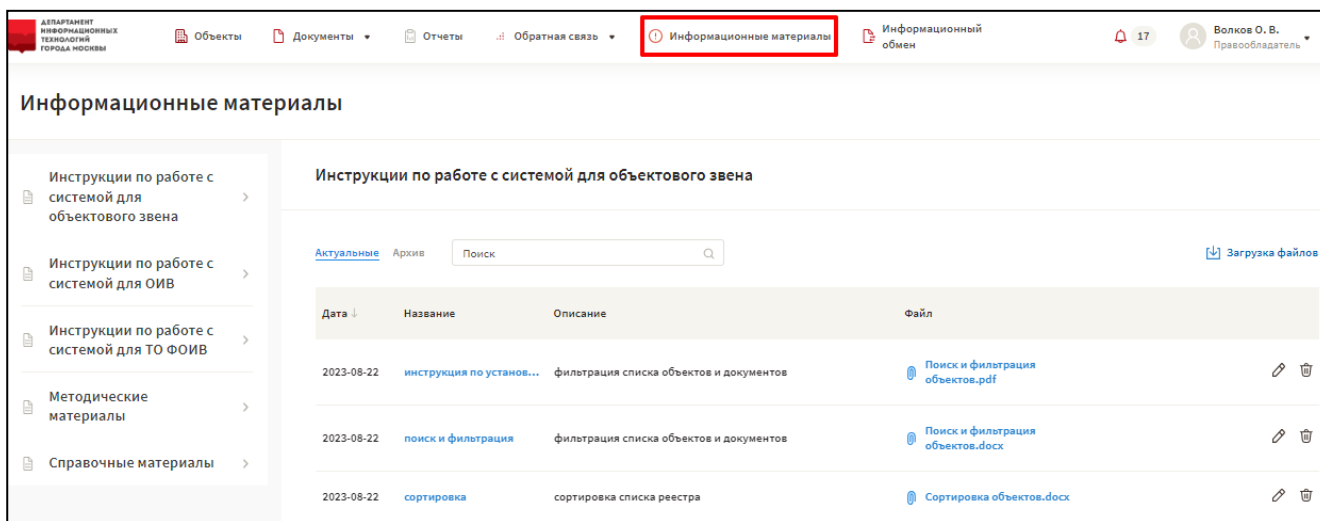 ДЕПАРТАМЕНТ
ИНФОРМАЦИОННЫХ
ТЕХНОЛОГИЙ
ГОРОДА МОСКВЫ
Объекты
Документы
Отчеты
Обратная связь
Информационные материалы
Информационный
обмен
17
Волков О. В.
Правообладатель
Информационные материалы
Инструкции по работе с
системой для
объектового звена
Инструкции по работе с
системой для ОИВ
Инструкции по работе с
системой для ТО ФОИВ
Методические
материалы
Справочные материалы
Инструкции по работе с системой для объектового звена
Актуальные Архив Поиск Загрузка файлов
Дата Название Описание Файл
2023-08-22 инструкция по установ... фильтрация списка объектов и документов Поиск и фильтрация
объектов.pdf
2023-08-22 поиск и фильтрация фильтрация списка объектов и документов Поиск и фильтрация
объектов.docx
2023-08-22 сортировка сортировка списка реестра Сортировка объектов.docx